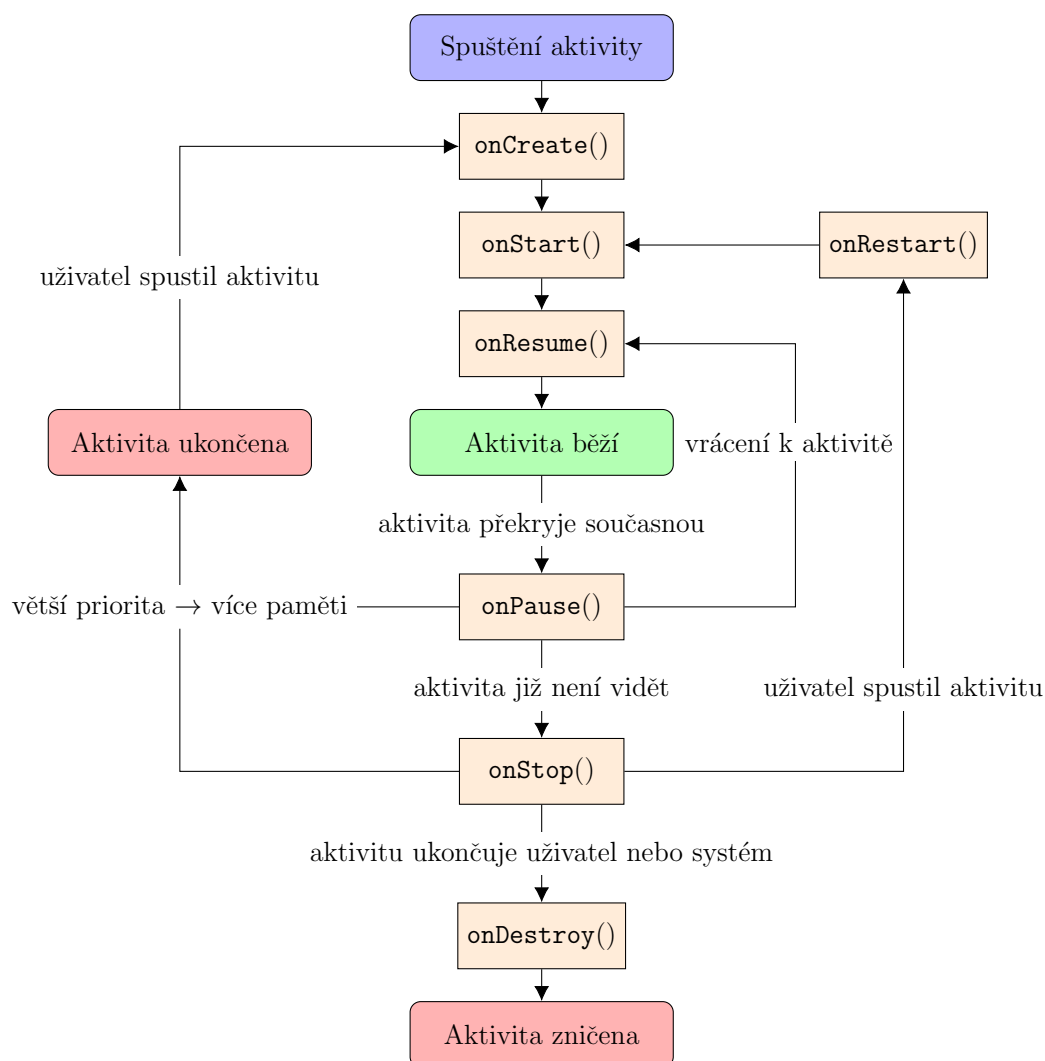 Spuštění aktivity
onCreate()
onStart()
onRestart()
uživatel spustil aktivitu
onResume()
Aktivita ukončena
Aktivita běží
vrácení k aktivitě
aktivita překryje současnou
větší priorita → více paměti
onPause()
aktivita již není vidět
uživatel spustil aktivitu
onStop()
aktivitu ukončuje uživatel nebo systém
onDestroy()
Aktivita zničena